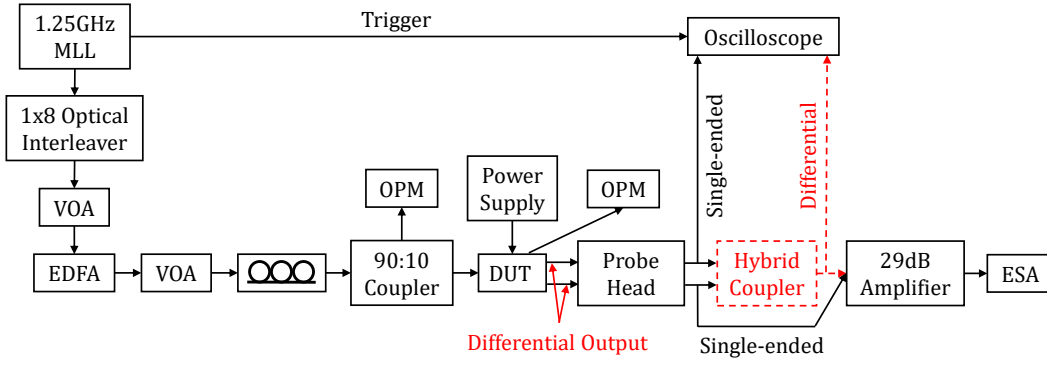 1.25GHz
MLL
Trigger
Oscilloscope
1x8 Optical
Interleaver
VOA
OPM
Power
Supply
OPM
Single-ended
Differential
EDFA
VOA
90:10
Coupler
DUT
Probe
Head
Hybrid
Coupler
29dB
Amplifier
ESA
Differential Output
Single-ended